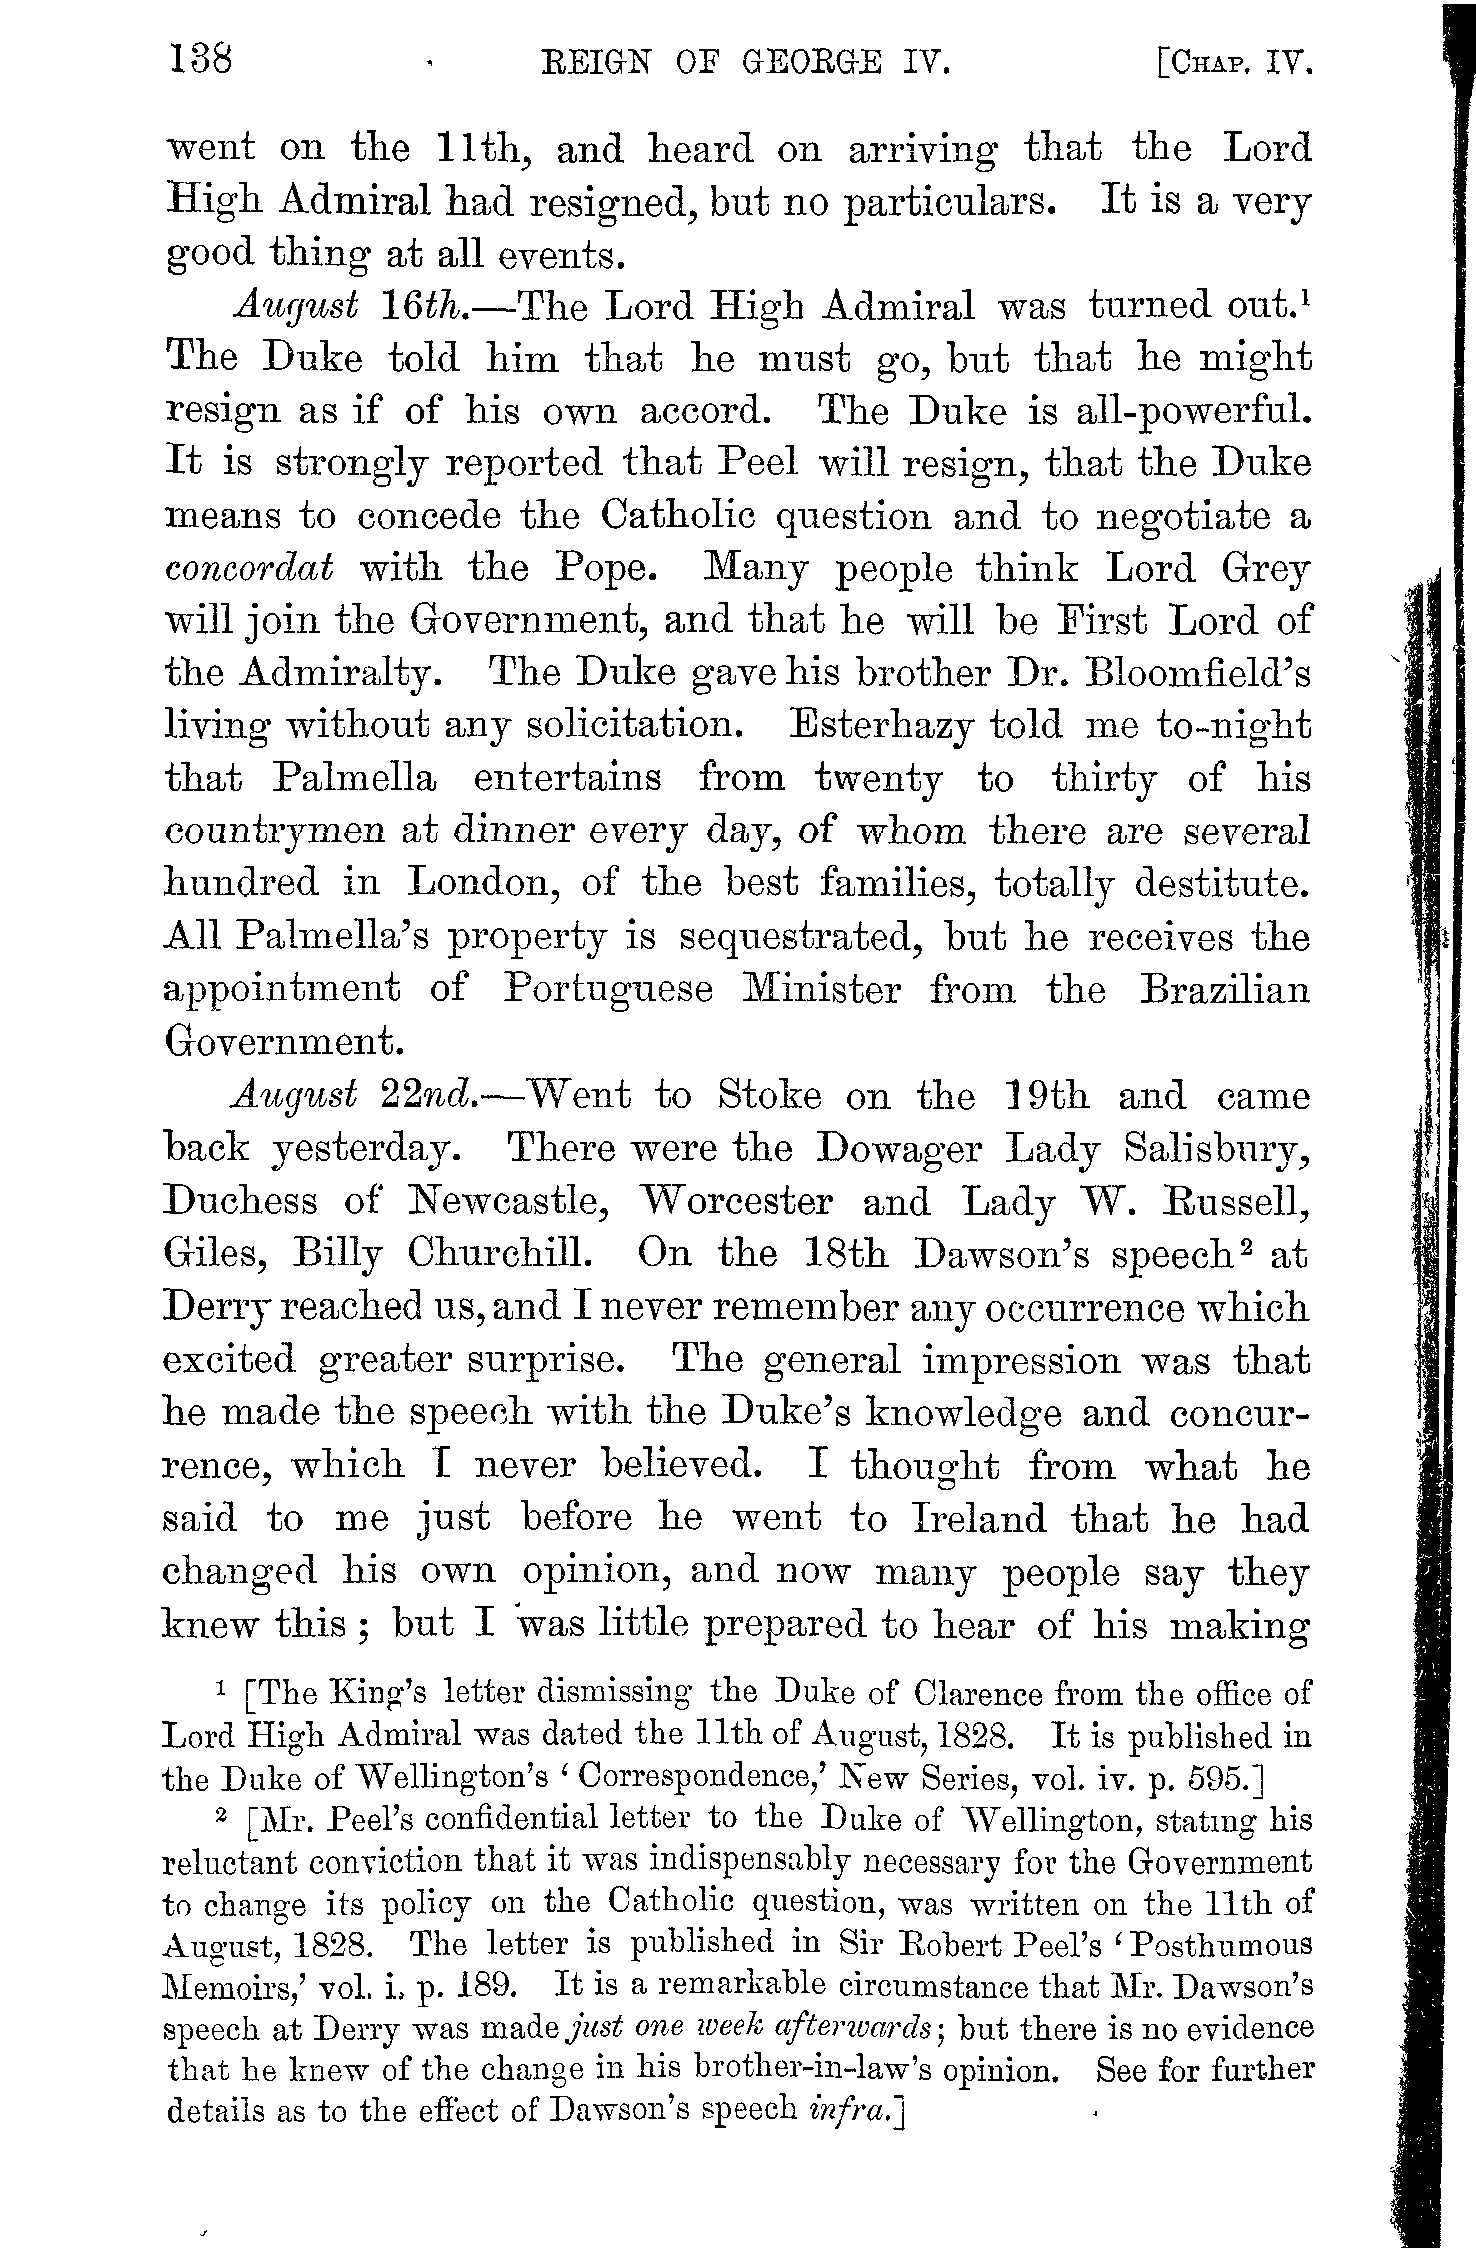 138 REIGN OF GEORGE IV. [CHAP. IV.
went on the 11th, and heard on arriving that the Lord
High Admiral had resigned, but no particulars. It is a very
good thing at all events.
August 16th.—The Lord High Admiral was turned out.¹
The Duke told him that he must go, but that he might
resign as if of his own accord. The Duke is all-powerful.
It is strongly reported that Peel will resign, that the Duke
means to concede the Catholic question and to negotiate a
concordat with the Pope. Many people think Lord Grey
will join the Government, and that he will be First Lord of
the Admiralty. The Duke gave his brother Dr. Bloomfield's
living without any solicitation. Esterhazy told me to-night
that Palmella entertains from twenty to thirty of his
countrymen at dinner every day, of whom there are several
hundred in London, of the best families, totally destitute.
All Palmella's property is sequestrated, but he receives the
appointment of Portuguese Minister from the Brazilian
Government.
August 22nd.—Went to Stoke on the 19th and came
back yesterday. There were the Dowager Lady Salisbury,
Duchess of Newcastle, Worcester and Lady W. Russell,
Giles, Billy Churchill. On the 18th Dawson's speech² at
Derry reached us, and I never remember any occurrence which
excited greater surprise. The general impression was that
he made the speech with the Duke's knowledge and concur-
rence, which I never believed. I thought from what he
said to me just before he went to Ireland that he had
changed his own opinion, and now many people say they
knew this; but I was little prepared to hear of his making
¹ [The King's letter dismissing the Duke of Clarence from the office of
Lord High Admiral was dated the 11th of August, 1828. It is published in
the Duke of Wellington's 'Correspondence,' New Series, vol. iv. p. 595.]
² [Mr. Peel's confidential letter to the Duke of Wellington, stating his
reluctant conviction that it was indispensably necessary for the Government
to change its policy on the Catholic question, was written on the 11th of
August, 1828. The letter is published in Sir Robert Peel's 'Posthumous
Memoirs,' vol. i. p. 189. It is a remarkable circumstance that Mr. Dawson's
speech at Derry was made just one week afterwards; but there is no evidence
that he knew of the change in his brother-in-law's opinion. See for further
details as to the effect of Dawson's speech infra.]